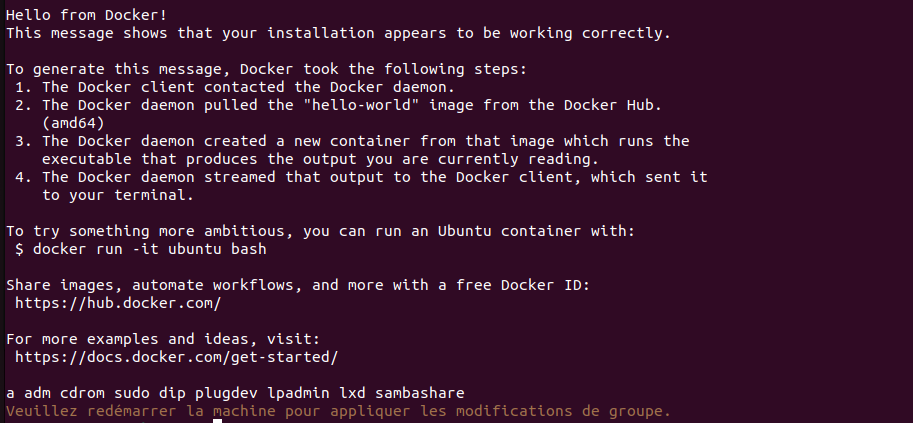 Hello from Docker!
This message shows that your installation appears to be working correctly.
To generate this message, Docker took the following steps:
1. The Docker client contacted the Docker daemon.
2. The Docker daemon pulled the "hello-world" image from the Docker Hub.
(amd64)
3. The Docker daemon created a new container from that image which runs the
executable that produces the output you are currently reading.
4. The Docker daemon streamed that output to the Docker client, which sent it
to your terminal.
To try something more ambitious, you can run an Ubuntu container with:
$ docker run -it ubuntu bash
Share images, automate workflows, and more with a free Docker ID:
https://hub.docker.com/
For more examples and ideas, visit:
https://docs.docker.com/get-started/
a adm cdrom sudo dip plugdev lpadmin lxd sambashare
Veuillez redémarrer la machine pour appliquer les modifications de groupe.